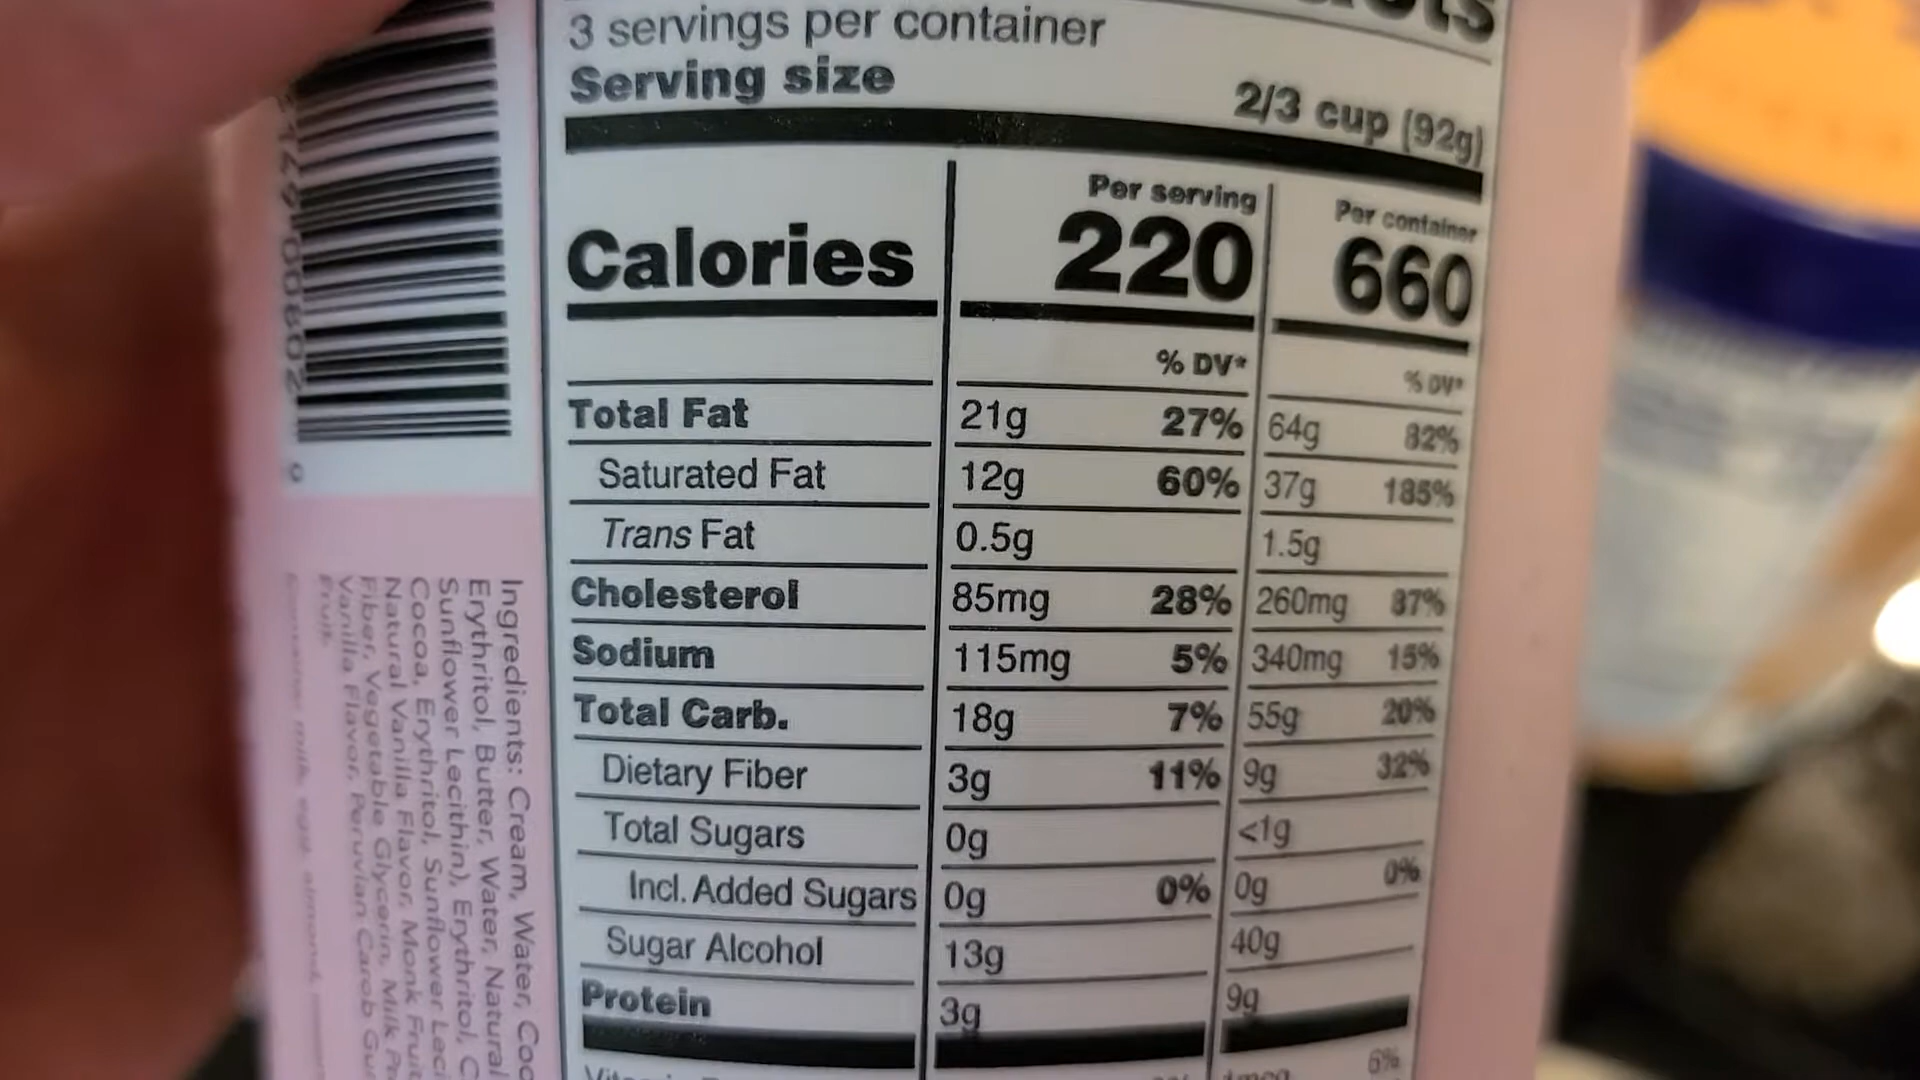 3 servings per container
Serving size 2/3 cup (92g)
Per serving Per container
Calories 220 660
% DV* % DV*
Total Fat 21g 27% 64g 82%
Saturated Fat 12g 60% 37g 185%
Trans Fat 0.5g 1.5g
Cholesterol 85mg 28% 260mg 87%
Sodium 115mg 5% 340mg 15%
Total Carb. 18g 7% 55g 20%
Dietary Fiber 3g 11% 9g 32%
Total Sugars 0g <1g
Incl. Added Sugars 0g 0% 0g 0%
Sugar Alcohol 13g 40g
Protein 3g 9g
6%
Ingredients: Cream, Water,
Erythritol, Butter, Water, Natural
Sunflower Lecithin), Erythritol,
Cocoa, Erythritol, Sunflower
Natural Vanilla Flavor, Monk Fruit
Fiber, Vegetable Glycerin, Milk
Vanilla Flavor, Peruvian Carob
Fruit.